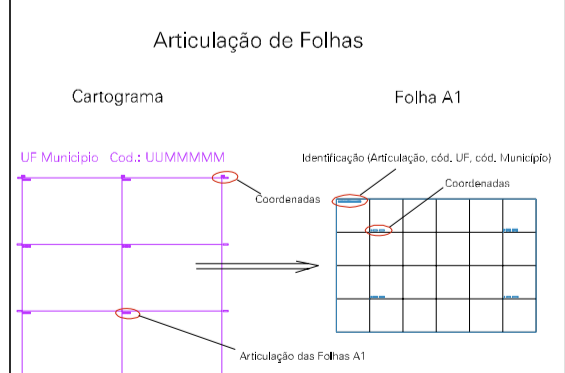 Articulação de Folhas
Cartograma
Folha A1
UF Municipio Cod.: UUMMMMM
Identificação (Articulação, cód. UF, cód. Município)
Coordenadas
Coordenadas
Articulação das Folhas A1